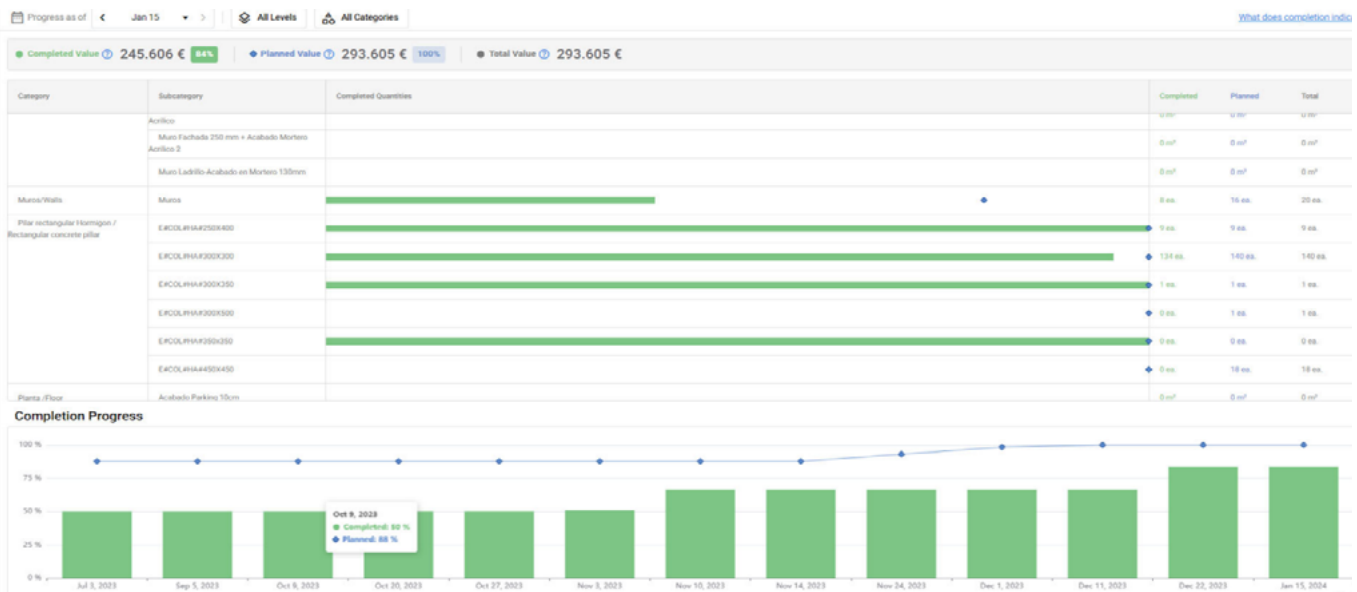 Progress as of Jan 15 All Levels All Categories What does completion indica
Completed Value 245.606 € 84% Planned Value 293.605 € 100% Total Value 293.605 €
Category Subcategory Completed Quantities Completed Planned Total
Acrílico 0 m² 0 m² 0 m²
Muro Fachada 250 mm + Acabado Mortero
Acrílico 2 0 m² 0 m² 0 m²
Muro Ladrillo-Acabado en Mortero 130mm 0 m² 0 m² 0 m²
Muros/Walls Muros 8 ea. 16 ea. 20 ea.
Pilar rectangular Hormigon /
Rectangular concrete pillar E#COL#HA#250X400 9 ea. 9 ea. 9 ea.
E#COL#HA#300X300 134 ea. 140 ea. 140 ea.
E#COL#HA#300X350 1 ea. 1 ea. 1 ea.
E#COL#HA#300X500 0 ea. 1 ea. 1 ea.
E#COL#HA#350x350 0 ea. 0 ea. 0 ea.
E#COL#HA#450X450 0 ea. 18 ea. 18 ea.
Planta /Floor Acabado Parking 10cm 0 m² 0 m² 0 m²
Completion Progress
100 %
75 %
50 %
25 %
0 %
Oct 9, 2023
Completed: 50 %
Planned: 88 %
Jul 3, 2023 Sep 5, 2023 Oct 9, 2023 Oct 20, 2023 Oct 27, 2023 Nov 3, 2023 Nov 10, 2023 Nov 14, 2023 Nov 24, 2023 Dec 1, 2023 Dec 11, 2023 Dec 22, 2023 Jan 15, 2024